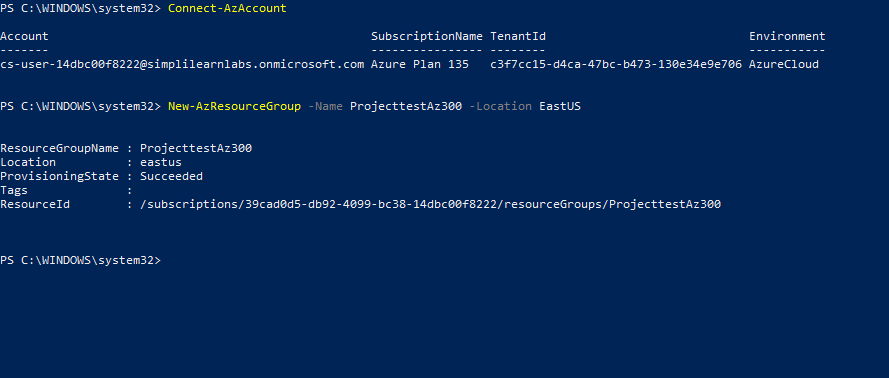 PS C:\WINDOWS\system32> Connect-AzAccount
Account SubscriptionName TenantId Environment
------- ---------------- -------- -----------
cs-user-14dbc00f8222@simplilearnlabs.onmicrosoft.com Azure Plan 135 c3f7cc15-d4ca-47bc-b473-130e34e9e706 AzureCloud
PS C:\WINDOWS\system32> New-AzResourceGroup -Name ProjecttestAz300 -Location EastUS
ResourceGroupName : ProjecttestAz300
Location : eastus
ProvisioningState : Succeeded
Tags :
ResourceId : /subscriptions/39cad0d5-db92-4099-bc38-14dbc00f8222/resourceGroups/ProjecttestAz300
PS C:\WINDOWS\system32>